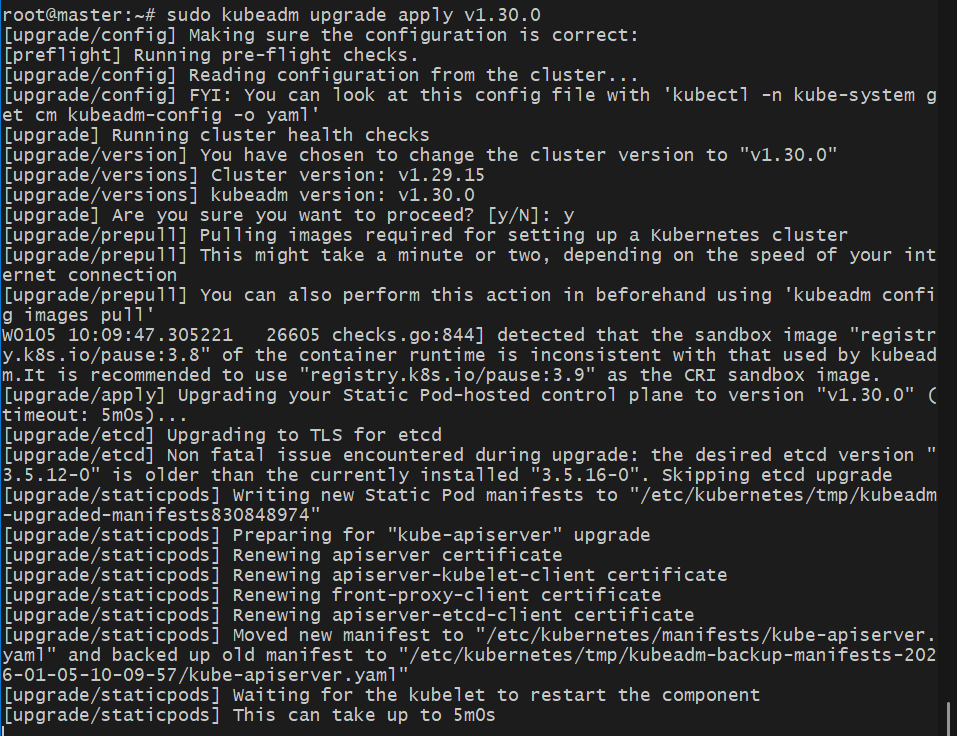 root@master:~# sudo kubeadm upgrade apply v1.30.0
[upgrade/config] Making sure the configuration is correct:
[preflight] Running pre-flight checks.
[upgrade/config] Reading configuration from the cluster...
[upgrade/config] FYI: You can look at this config file with 'kubectl -n kube-system g
et cm kubeadm-config -o yaml'
[upgrade] Running cluster health checks
[upgrade/version] You have chosen to change the cluster version to "v1.30.0"
[upgrade/versions] Cluster version: v1.29.15
[upgrade/versions] kubeadm version: v1.30.0
[upgrade] Are you sure you want to proceed? [y/N]: y
[upgrade/prepull] Pulling images required for setting up a Kubernetes cluster
[upgrade/prepull] This might take a minute or two, depending on the speed of your int
ernet connection
[upgrade/prepull] You can also perform this action in beforehand using 'kubeadm confi
g images pull'
W0105 10:09:47.305221   26605 checks.go:844] detected that the sandbox image "registr
y.k8s.io/pause:3.8" of the container runtime is inconsistent with that used by kubead
m.It is recommended to use "registry.k8s.io/pause:3.9" as the CRI sandbox image.
[upgrade/apply] Upgrading your Static Pod-hosted control plane to version "v1.30.0" (
timeout: 5m0s)...
[upgrade/etcd] Upgrading to TLS for etcd
[upgrade/etcd] Non fatal issue encountered during upgrade: the desired etcd version "
3.5.12-0" is older than the currently installed "3.5.16-0". Skipping etcd upgrade
[upgrade/staticpods] Writing new Static Pod manifests to "/etc/kubernetes/tmp/kubeadm
-upgraded-manifests830848974"
[upgrade/staticpods] Preparing for "kube-apiserver" upgrade
[upgrade/staticpods] Renewing apiserver certificate
[upgrade/staticpods] Renewing apiserver-kubelet-client certificate
[upgrade/staticpods] Renewing front-proxy-client certificate
[upgrade/staticpods] Renewing apiserver-etcd-client certificate
[upgrade/staticpods] Moved new manifest to "/etc/kubernetes/manifests/kube-apiserver.
yaml" and backed up old manifest to "/etc/kubernetes/tmp/kubeadm-backup-manifests-202
6-01-05-10-09-57/kube-apiserver.yaml"
[upgrade/staticpods] Waiting for the kubelet to restart the component
[upgrade/staticpods] This can take up to 5m0s